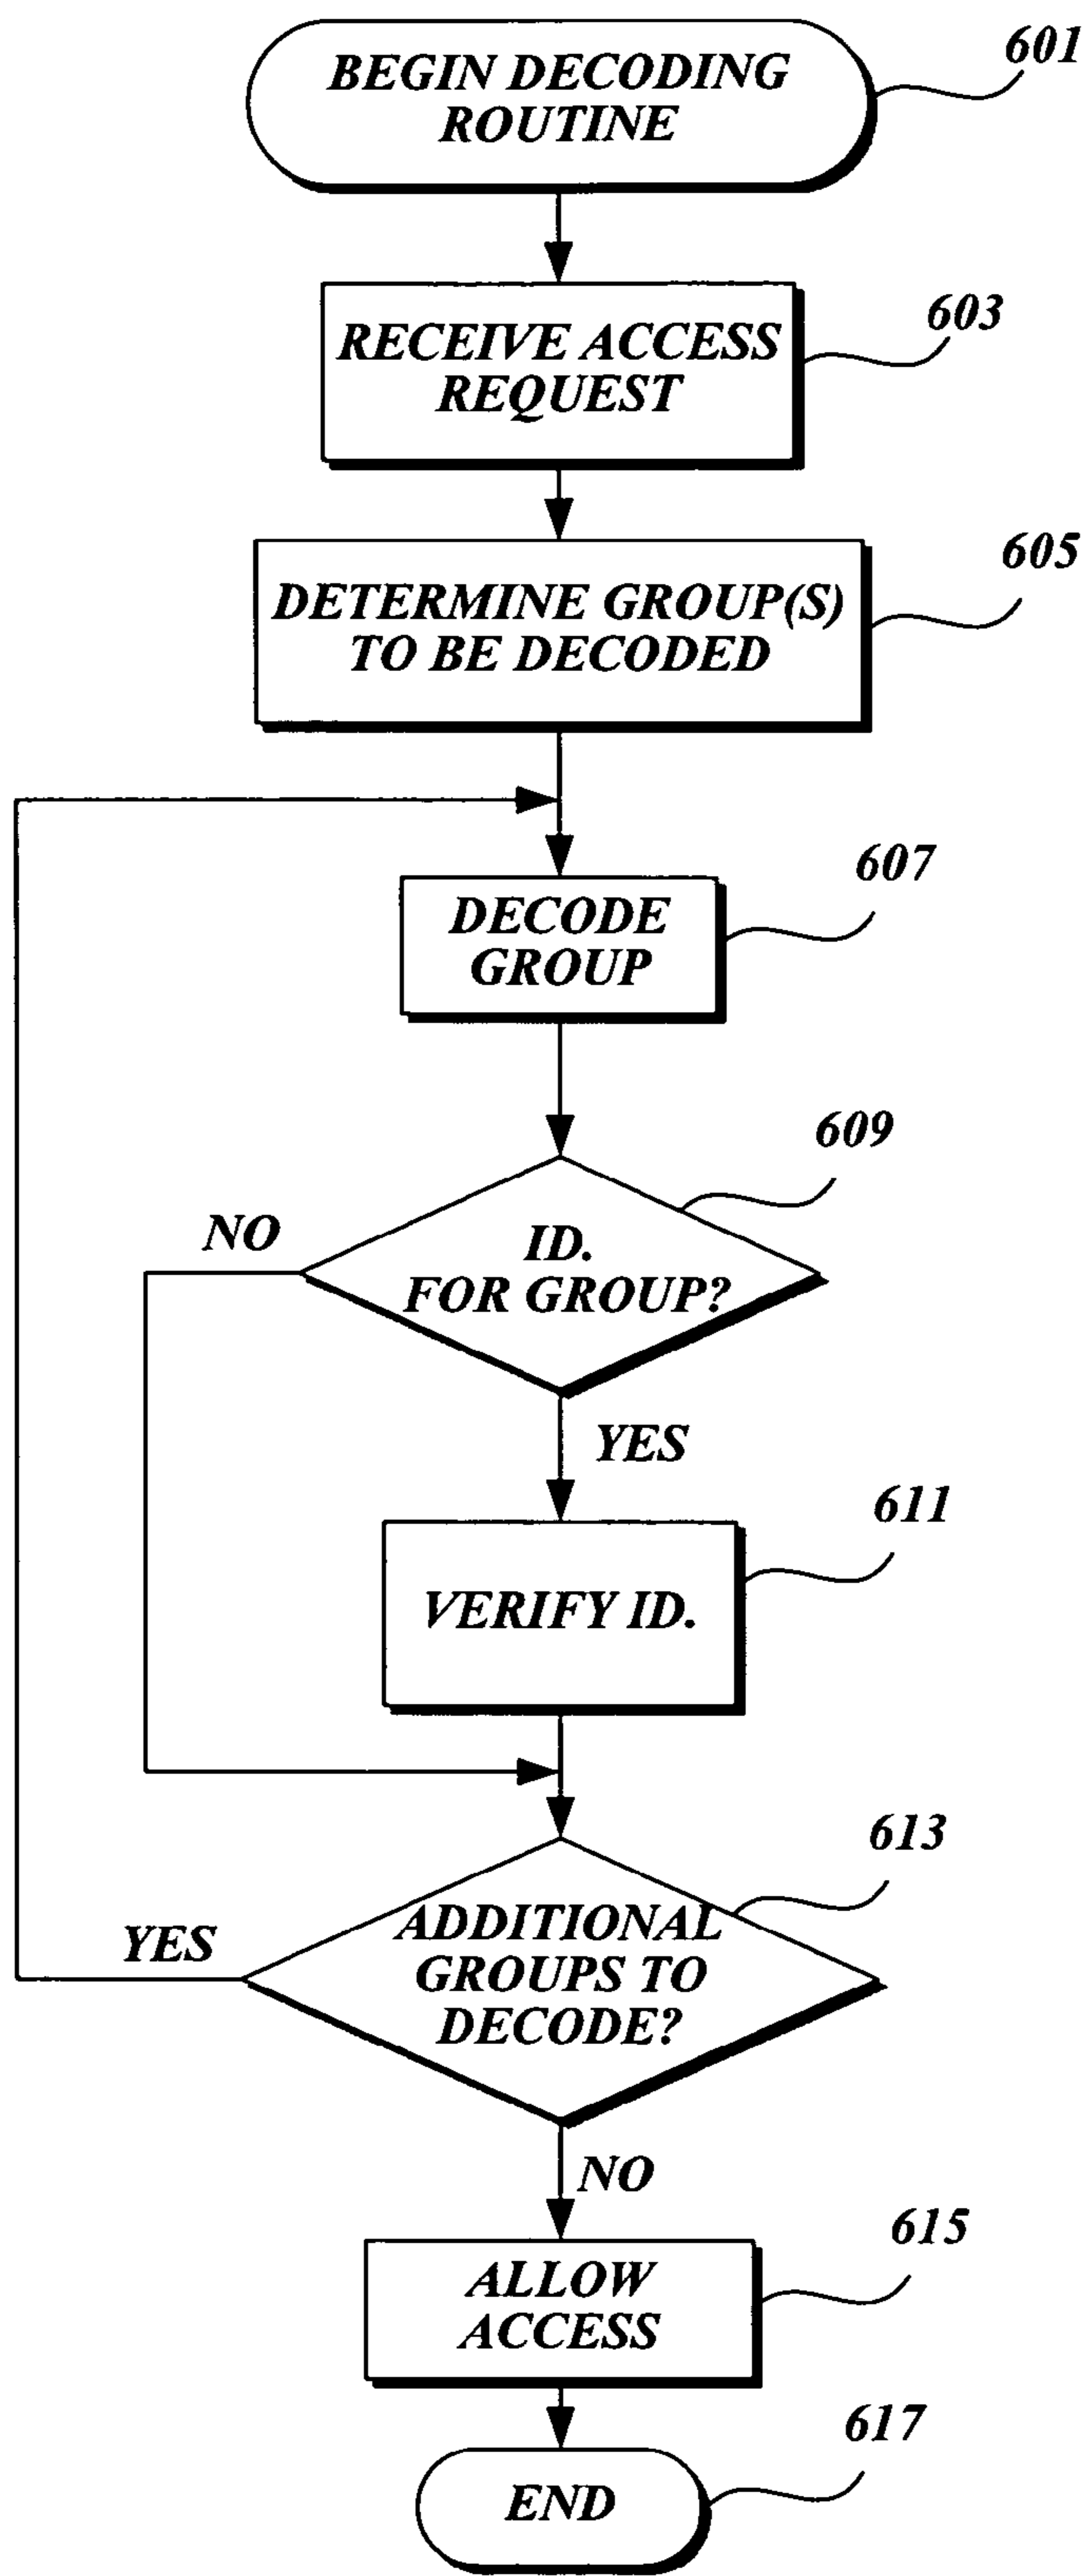 BEGIN DECODING
ROUTINE
601
RECEIVE ACCESS
REQUEST
603
DETERMINE GROUP(S)
TO BE DECODED
605
DECODE
GROUP
607
609
NO
ID.
FOR GROUP?
YES
611
VERIFY ID.
613
YES
ADDITIONAL
GROUPS TO
DECODE?
NO
615
ALLOW
ACCESS
617
END